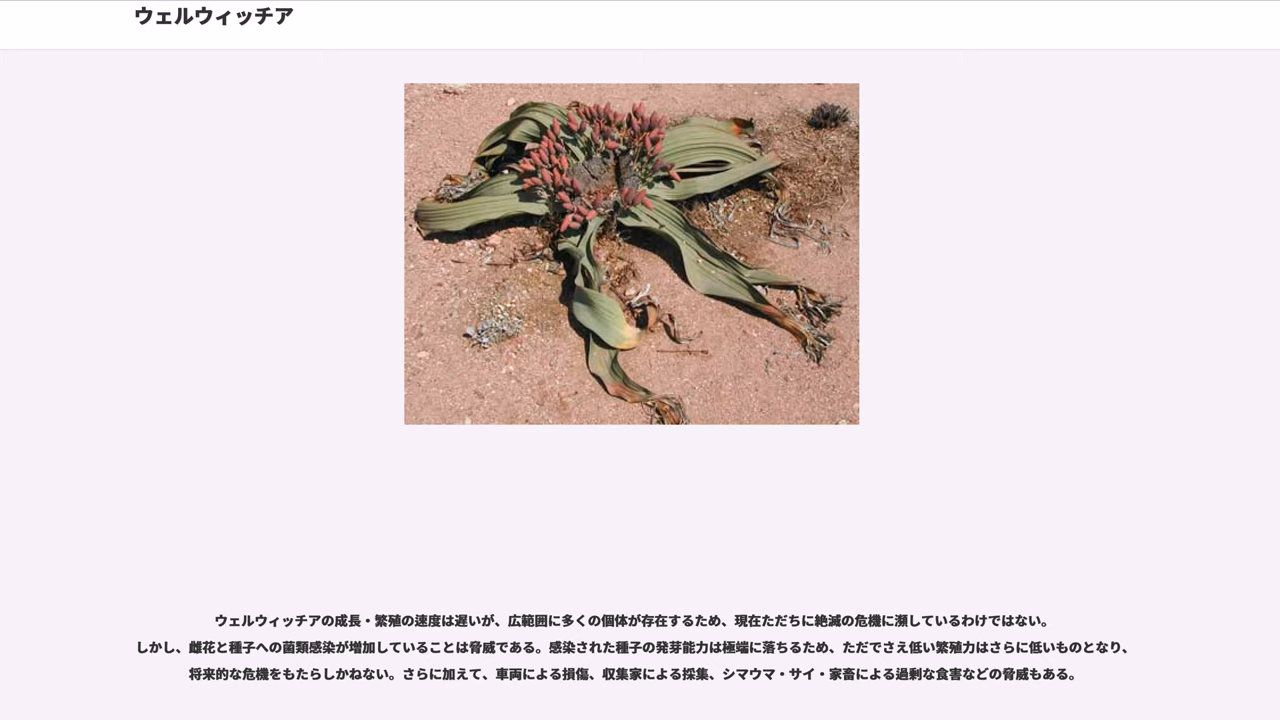 ウェルウィッチア
ウェルウィッチアの成長・繁殖の速度は遅いが、広範囲に多くの個体が存在するため、現在ただちに絶滅の危機に瀕しているわけではない。
しかし、雌花と種子への菌類感染が増加していることは脅威である。感染された種子の発芽能力は極端に落ちるため、ただでさえ低い繁殖力はさらに低いものとなり、
将来的な危機をもたらしかねない。さらに加えて、車両による損傷、収集家による採集、シマウマ・サイ・家畜による過剰な食害などの脅威もある。